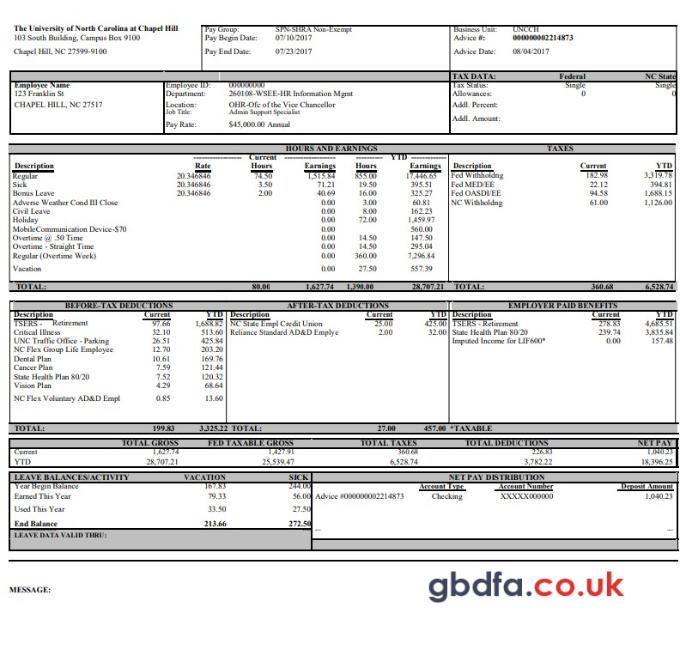 The University of North Carolina at Chapel Hill Pay Group: SPN-SHRA Non-Exempt Business Unit: UNCCH
103 South Building, Campus Box 9100 Pay Begin Date: 07/10/2017 Advice #: 000000002214873
Chapel Hill, NC 27599-9100 Pay End Date: 07/23/2017 Advice Date: 08/04/2017
TAX DATA: Federal NC State
Employee Name Employee ID: 000000000 Tax Status: Single Single
123 Franklin St Department: 260108-WSEE-HR Information Mgmt Allowances: 0 0
CHAPEL HILL, NC 27517 Location: OHR-Ofc of the Vice Chancellor Addl. Percent:
Job Title: Admin Support Specialist
Pay Rate: $45,000.00 Annual Addl. Amount:
HOURS AND EARNINGS TAXES
Current YTD
Description Rate Hours Earnings Hours Earnings Description Current YTD
Regular 20.346846 74.50 1,515.84 855.00 17,446.65 Fed Withholdng 182.98 3,319.78
Sick 20.346846 3.50 71.21 19.50 395.51 Fed MED/EE 22.12 394.81
Bonus Leave 20.346846 2.00 40.69 16.00 325.27 Fed OASDI/EE 94.58 1,688.15
Adverse Weather Cond III Close 0.00 3.00 60.81 NC Withholdng 61.00 1,126.00
Civil Leave 0.00 8.00 162.23
Holiday 0.00 72.00 1,459.97
MobileCommunication Device-$70 0.00 560.00
Overtime @ .50 Time 0.00 14.50 147.50
Overtime - Straight Time 0.00 14.50 295.04
Regular (Overtime Week) 0.00 360.00 7,296.84
Vacation 0.00 27.50 557.39
TOTAL: 80.00 1,627.74 1,390.00 28,707.21 TOTAL: 360.68 6,528.74
BEFORE-TAX DEDUCTIONS AFTER-TAX DEDUCTIONS EMPLOYER PAID BENEFITS
Description Current YTD Description Current YTD Description Current YTD
TSERS - Retirement 97.66 1,688.82 NC State Empl Credit Union 25.00 425.00 TSERS - Retirement 278.83 4,685.51
Critical Illness 32.10 513.60 Reliance Standard AD&D Emplye 2.00 32.00 State Health Plan 80/20 239.74 3,835.84
UNC Traffic Office - Parking 26.51 425.84 Imputed Income for LIF600* 0.00 157.48
NC Flex Group Life Employee 12.70 203.20
Dental Plan 10.61 169.76
Cancer Plan 7.59 121.44
State Health Plan 80/20 7.52 120.32
Vision Plan 4.29 68.64
NC Flex Voluntary AD&D Empl 0.85 13.60
TOTAL: 199.83 3,325.22 TOTAL: 27.00 457.00 *TAXABLE
TOTAL GROSS FED TAXABLE GROSS TOTAL TAXES TOTAL DEDUCTIONS NET PAY
Current 1,627.74 1,427.91 360.68 226.83 1,040.23
YTD 28,707.21 25,539.47 6,528.74 3,782.22 18,396.25
LEAVE BALANCES/ACTIVITY VACATION SICK NET PAY DISTRIBUTION
Year Begin Balance 167.83 244.00 Account Type Account Number Deposit Amount
Earned This Year 79.33 56.00 Advice #000000002214873 Checking XXXXX000000 1,040.23
Used This Year 33.50 27.50
End Balance 213.66 272.50
LEAVE DATA VALID THRU:
MESSAGE:
gbdfa.co.uk